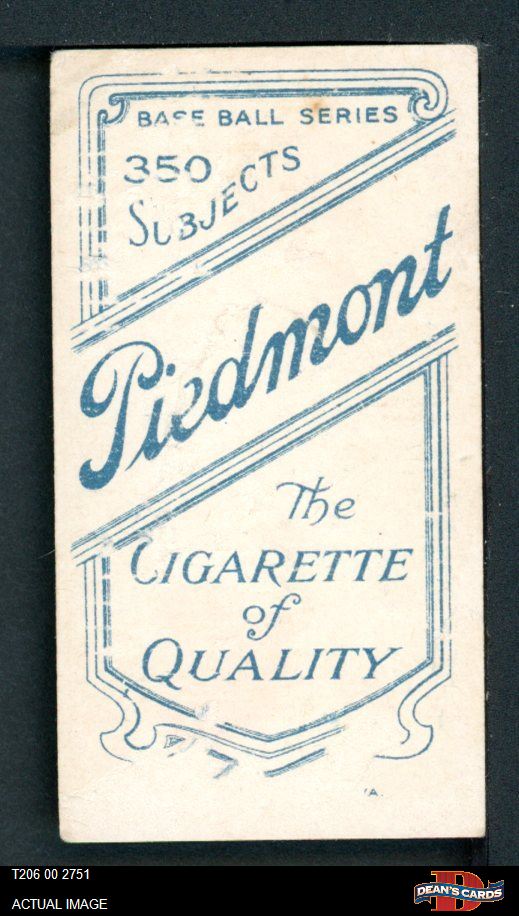 BASE BALL SERIES
350
SUBJECTS
Piedmont
The
CIGARETTE
of
QUALITY
T206 00 2751
ACTUAL IMAGE
DEAN'S CARDS